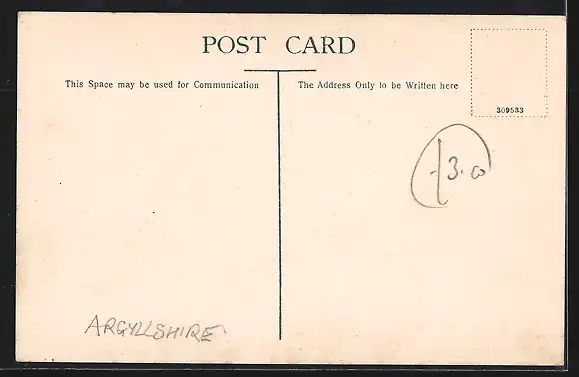 POST CARD
This Space may be used for Communication
The Address Only to be Written here
309533
3.00
ARGYLLSHIRE